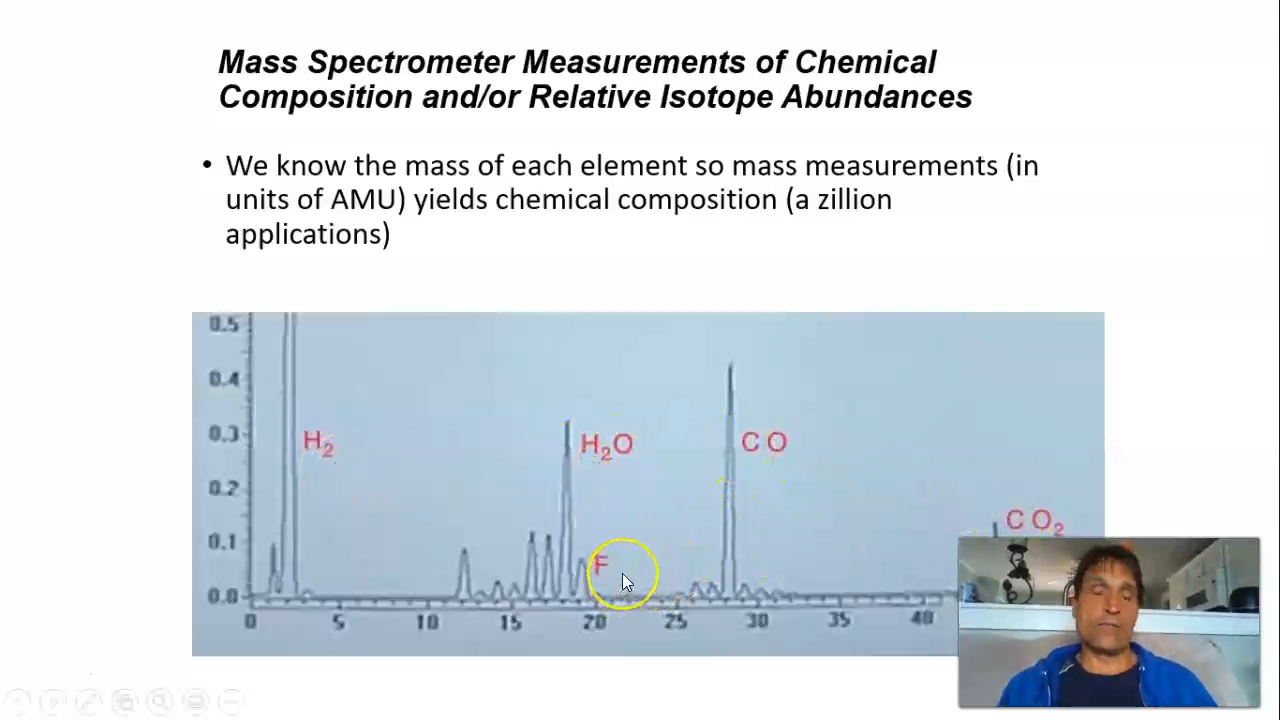 Mass Spectrometer Measurements of Chemical
Composition and/or Relative Isotope Abundances
• We know the mass of each element so mass measurements (in
units of AMU) yields chemical composition (a zillion
applications)
0.5
0.4
0.3
0.2
0.1
0.0
H₂
H₂O
CO
F
CO₂
0 5 10 15 20 25 30 35 40